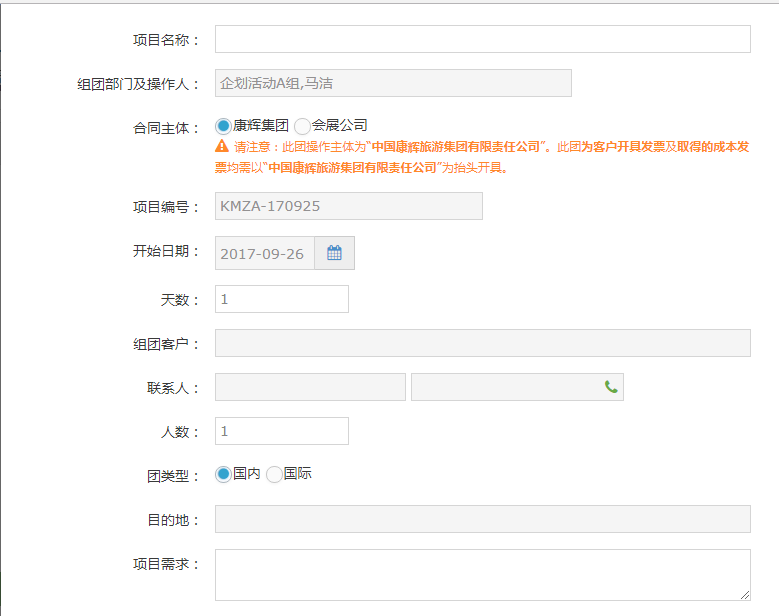 项目名称：
组团部门及操作人： 企划活动A组,马洁
合同主体： 康辉集团 会展公司
请注意：此团操作主体为“中国康辉旅游集团有限责任公司”。此团为客户开具发票及取得的成本发
票均需以“中国康辉旅游集团有限责任公司”为抬头开具。
项目编号： KMZA-170925
开始日期： 2017-09-26
天数： 1
组团客户：
联系人：
人数： 1
团类型： 国内 国际
目的地：
项目需求：